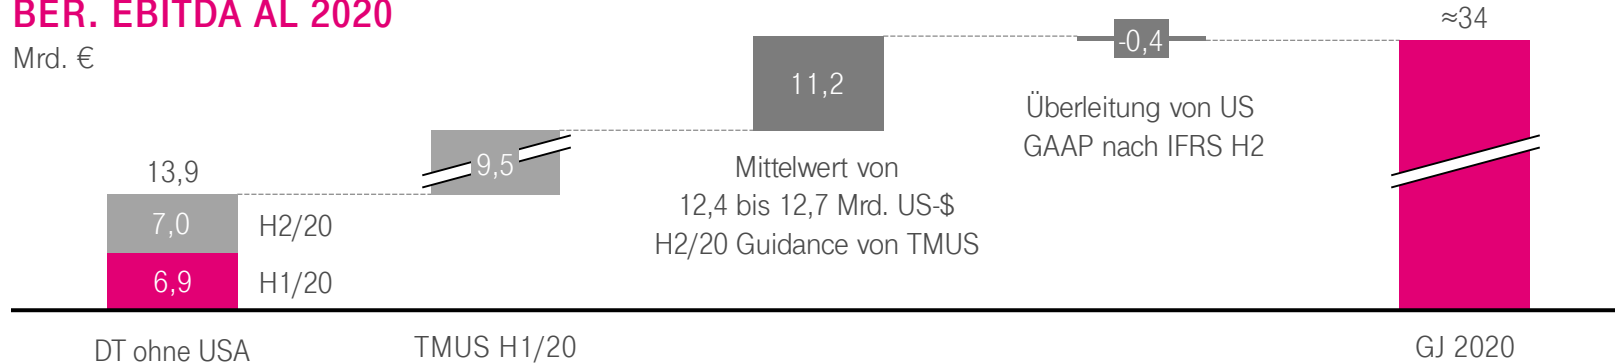 BER. EBITDA AL 2020
Mrd. €
13,9
7,0
H2/20
6,9
H1/20
DT ohne USA
9,5
TMUS H1/20
11,2
Mittelwert von
12,4 bis 12,7 Mrd. US-$
H2/20 Guidance von TMUS
-0,4
Überleitung von US
GAAP nach IFRS H2
≈34
GJ 2020